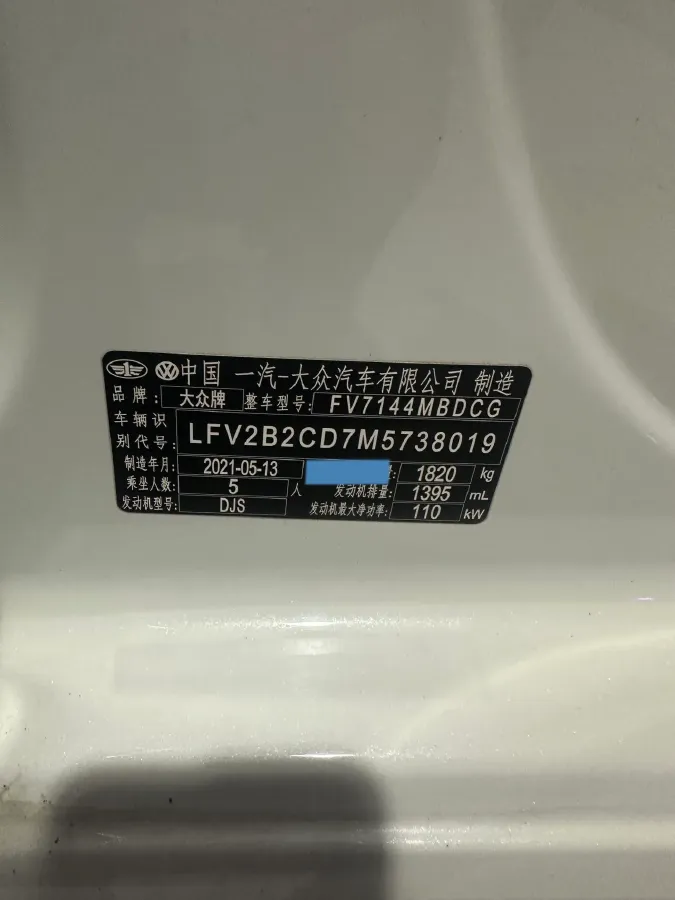 中国 一汽-大众汽车有限公司 制造
品牌: 大众牌 整车型号: FV7144MBDCG
车辆识
别代号: LFV2B2CD7M5738019
制造年月: 2021-05-13 1820 kg
乘坐人数: 5 人 发动机排量: 1395 mL
发动机型号: DJS 发动机最大净功率: 110 kW